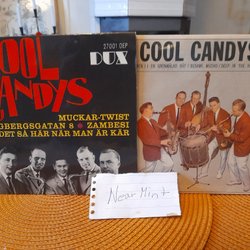 27001 DEP
DUX
COOL
CANDYS
MUCKAR-TWIST
GBERGSGATAN 8 ZAMBESI
DET SÅ HÄR NÄR MAN ÄR KÄR
COOL CANDYS
Near Mint